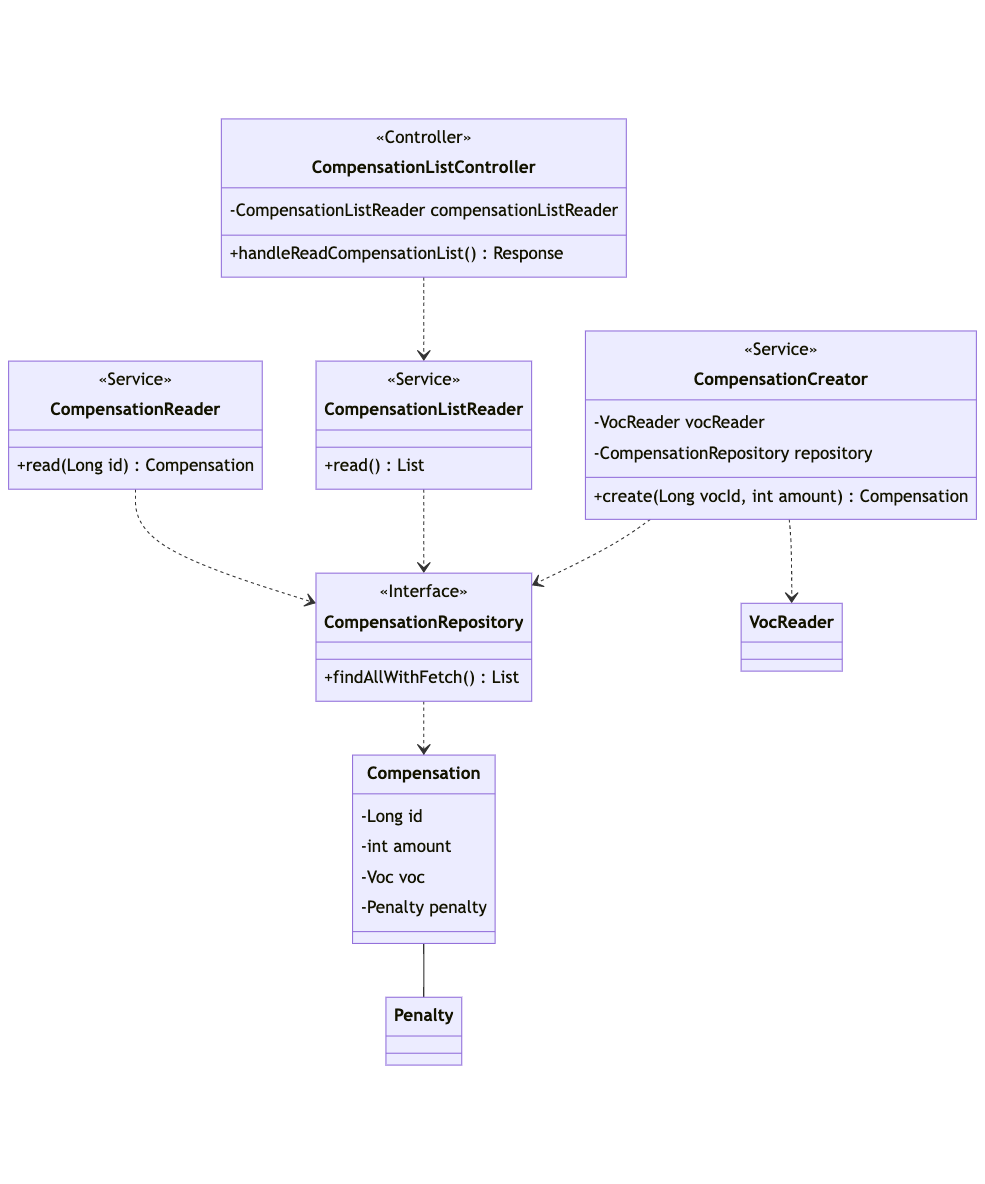 «Controller»
CompensationListController
-CompensationListReader compensationListReader
+handleReadCompensationList() : Response
«Service»
CompensationReader
+read(Long id) : Compensation
«Service»
CompensationListReader
+read() : List
«Service»
CompensationCreator
-VocReader vocReader
-CompensationRepository repository
+create(Long vocId, int amount) : Compensation
«Interface»
CompensationRepository
+findAllWithFetch() : List
VocReader
Compensation
-Long id
-int amount
-Voc voc
-Penalty penalty
Penalty